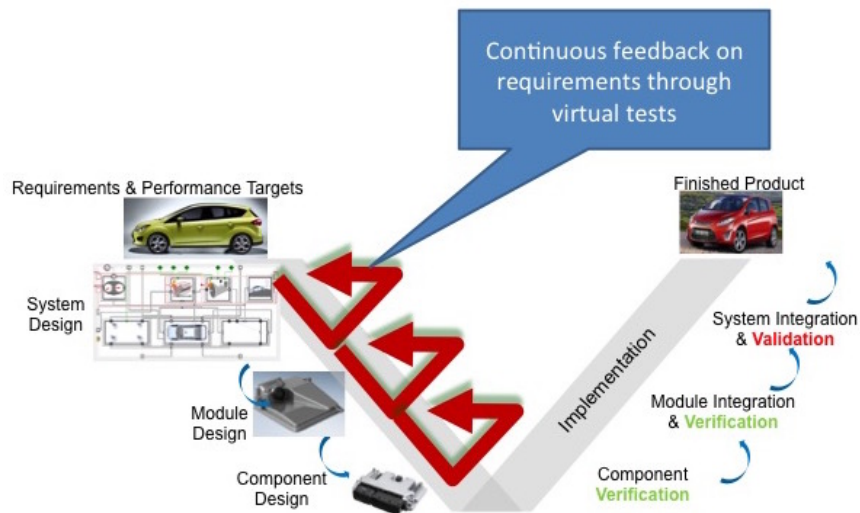 Continuous feedback on
requirements through
virtual tests
Requirements & Performance Targets
Finished Product
System
Design
Module
Design
Component
Design
Implementation
System Integration
& Validation
Module Integration
& Verification
Component
Verification